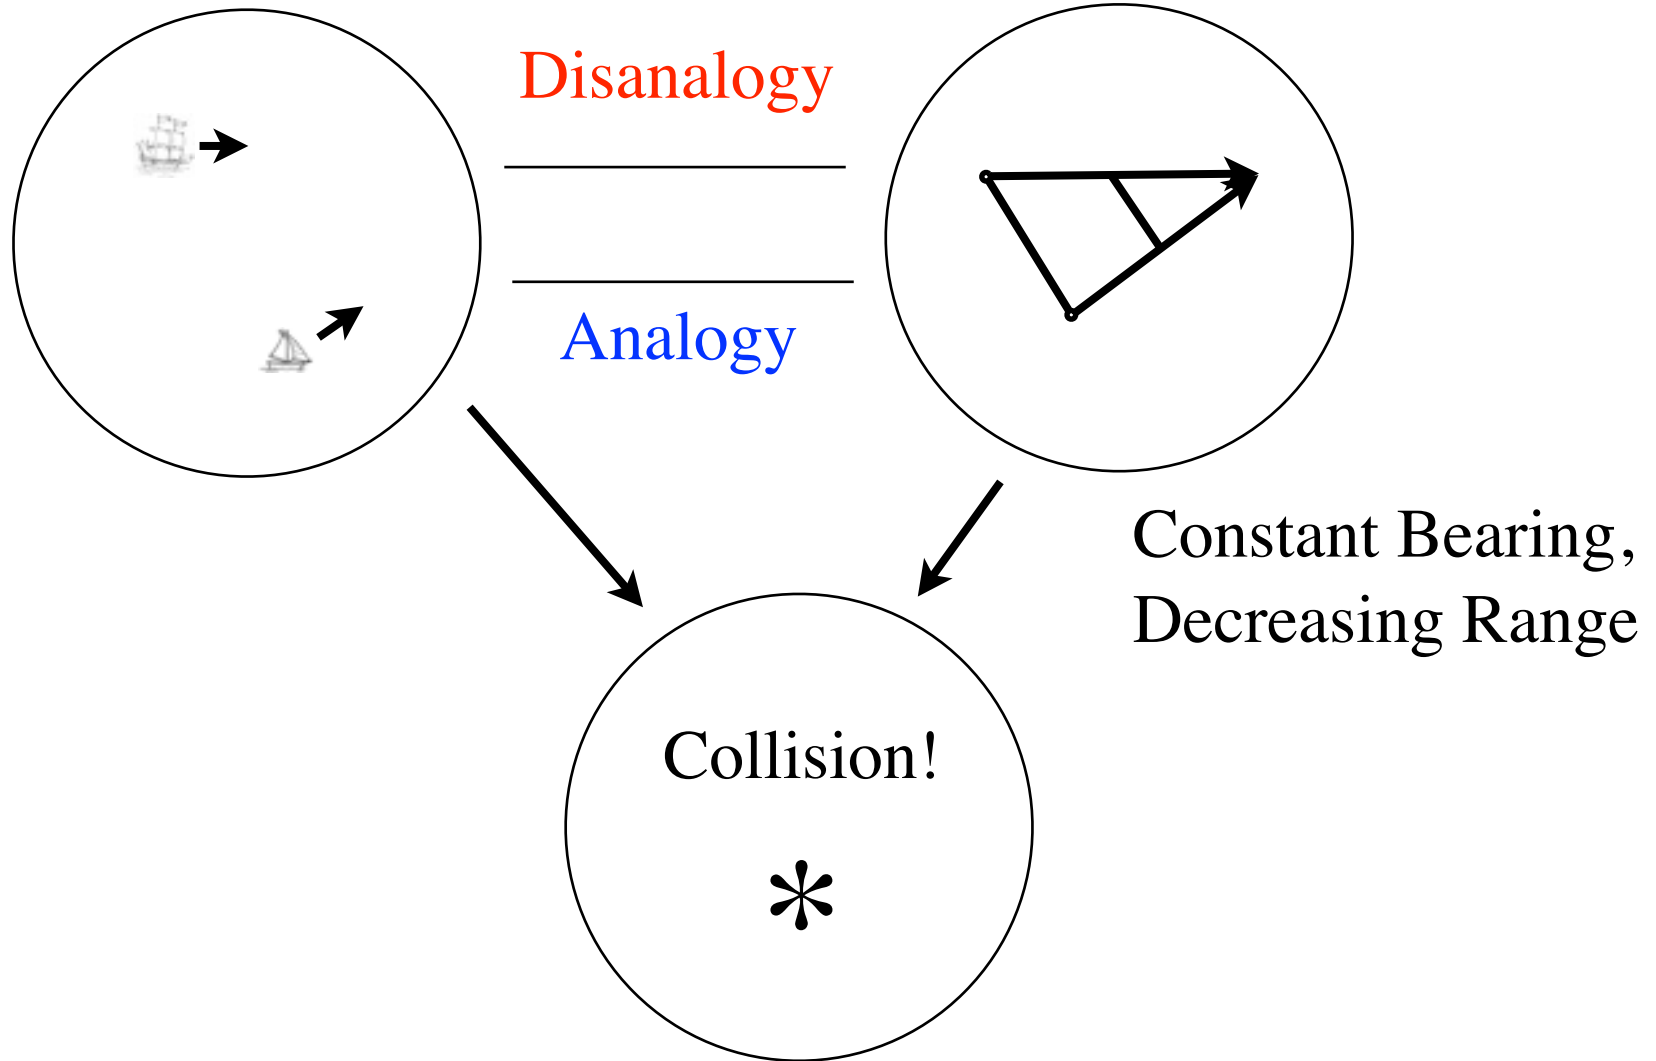 Disanalogy
Analogy
Constant Bearing,
Decreasing Range
Collision!
*